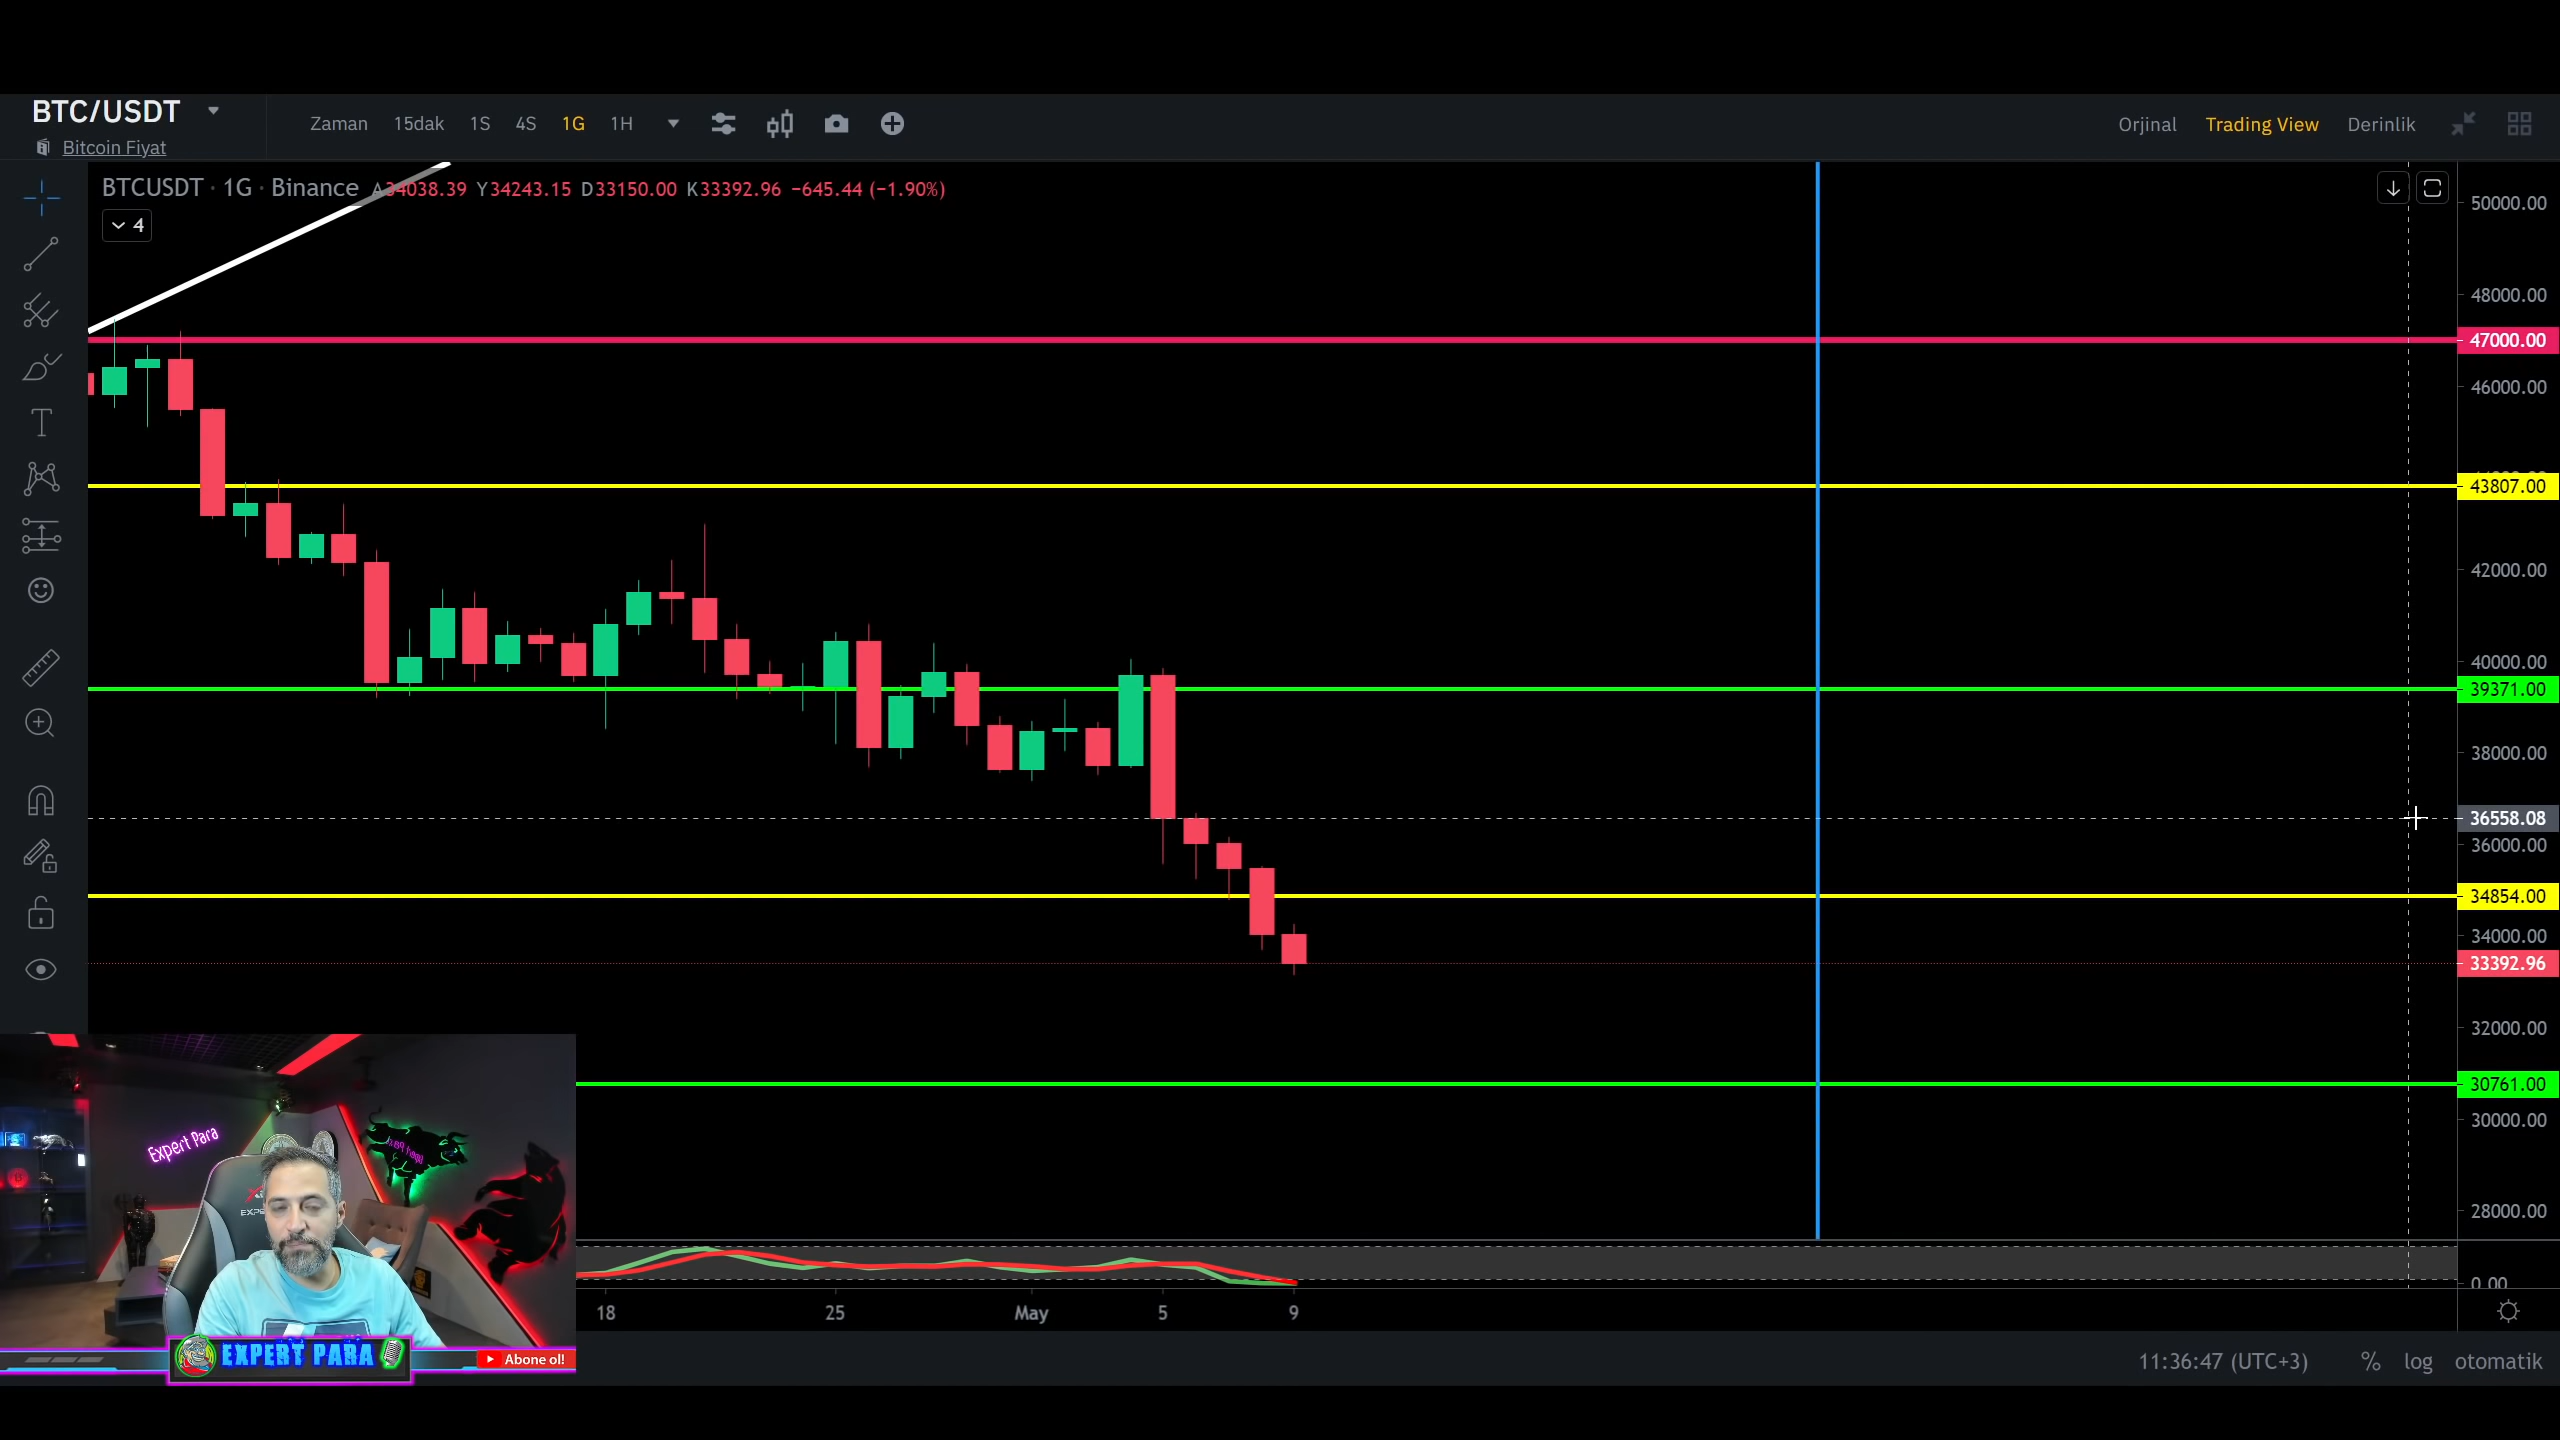 BTC/USDT
Bitcoin Fiyat
Zaman 15dak 1S 4S 1G 1H
Orjinal Trading View Derinlik
BTCUSDT · 1G · Binance A34038.39 Y34243.15 D33150.00 K33392.96 −645.44 (−1.90%)
4
50000.00
48000.00
47000.00
46000.00
43807.00
42000.00
40000.00
39371.00
38000.00
36558.08
36000.00
34854.00
34000.00
33392.96
32000.00
30761.00
30000.00
28000.00
0.00
Expert Para
18 25 May 5 9
EXPERT PARA
Abone ol!
11:36:47 (UTC+3) % log otomatik